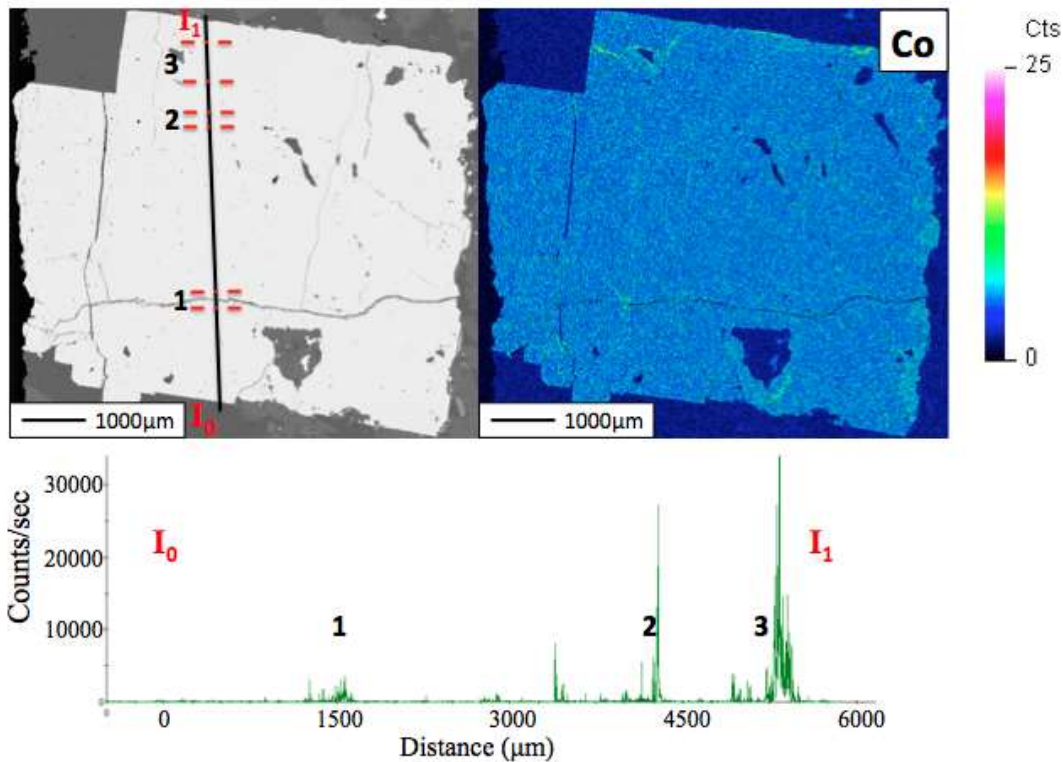 I₁
3
2
1
I₀
1000µm
Co
1000µm
Cts
25
0
Counts/sec
30000
20000
10000
I₀
I₁
1
2
3
0
1500
3000
4500
6000
Distance (µm)